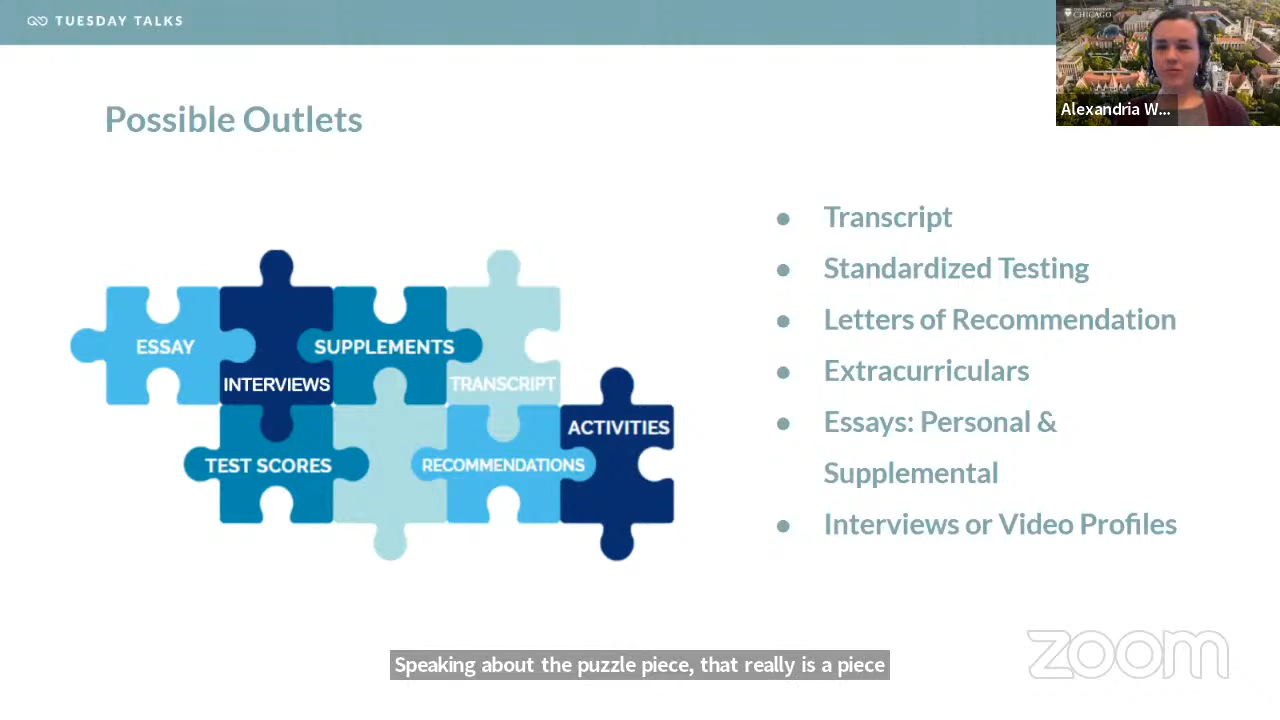 TUESDAY TALKS
CHICAGO
Alexandria W...
Possible Outlets
ESSAY
INTERVIEWS
SUPPLEMENTS
TRANSCRIPT
TEST SCORES
RECOMMENDATIONS
ACTIVITIES
● Transcript
● Standardized Testing
● Letters of Recommendation
● Extracurriculars
● Essays: Personal &
Supplemental
● Interviews or Video Profiles
Speaking about the puzzle piece, that really is a piece
zoom